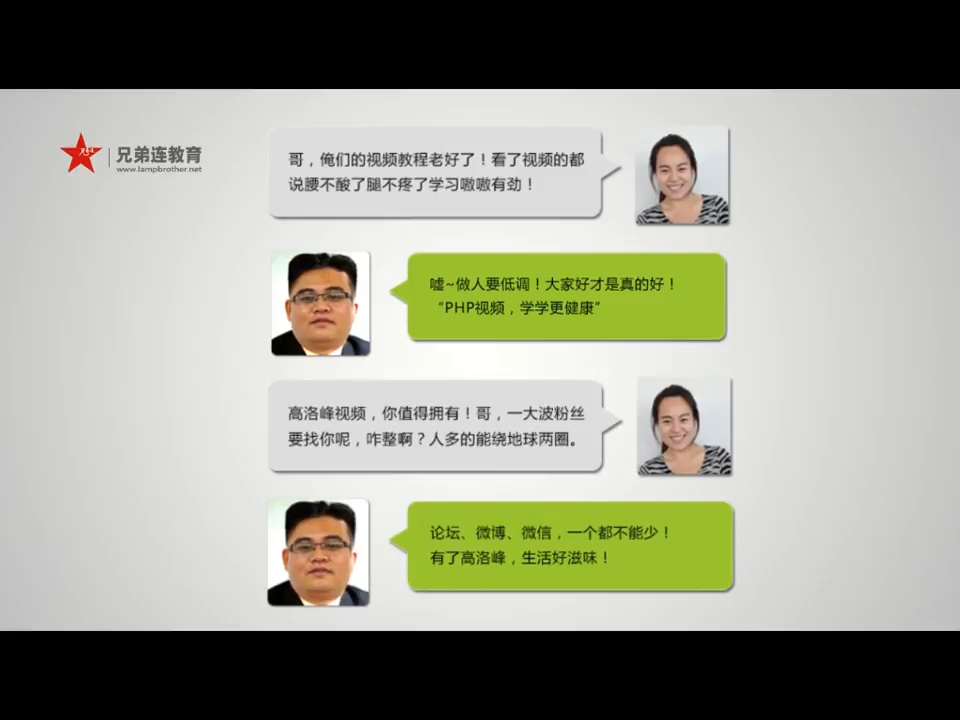 兄弟连教育
www.lampbrother.net
哥，俺们的视频教程老好了！看了视频的都
说腰不酸了腿不疼了学习嗷嗷有劲！
嘘~做人要低调！大家好才是真的好！
“PHP视频，学学更健康”
高洛峰视频，你值得拥有！哥，一大波粉丝
要找你呢，咋整啊？人多的能绕地球两圈。
论坛、微博、微信，一个都不能少！
有了高洛峰，生活好滋味！